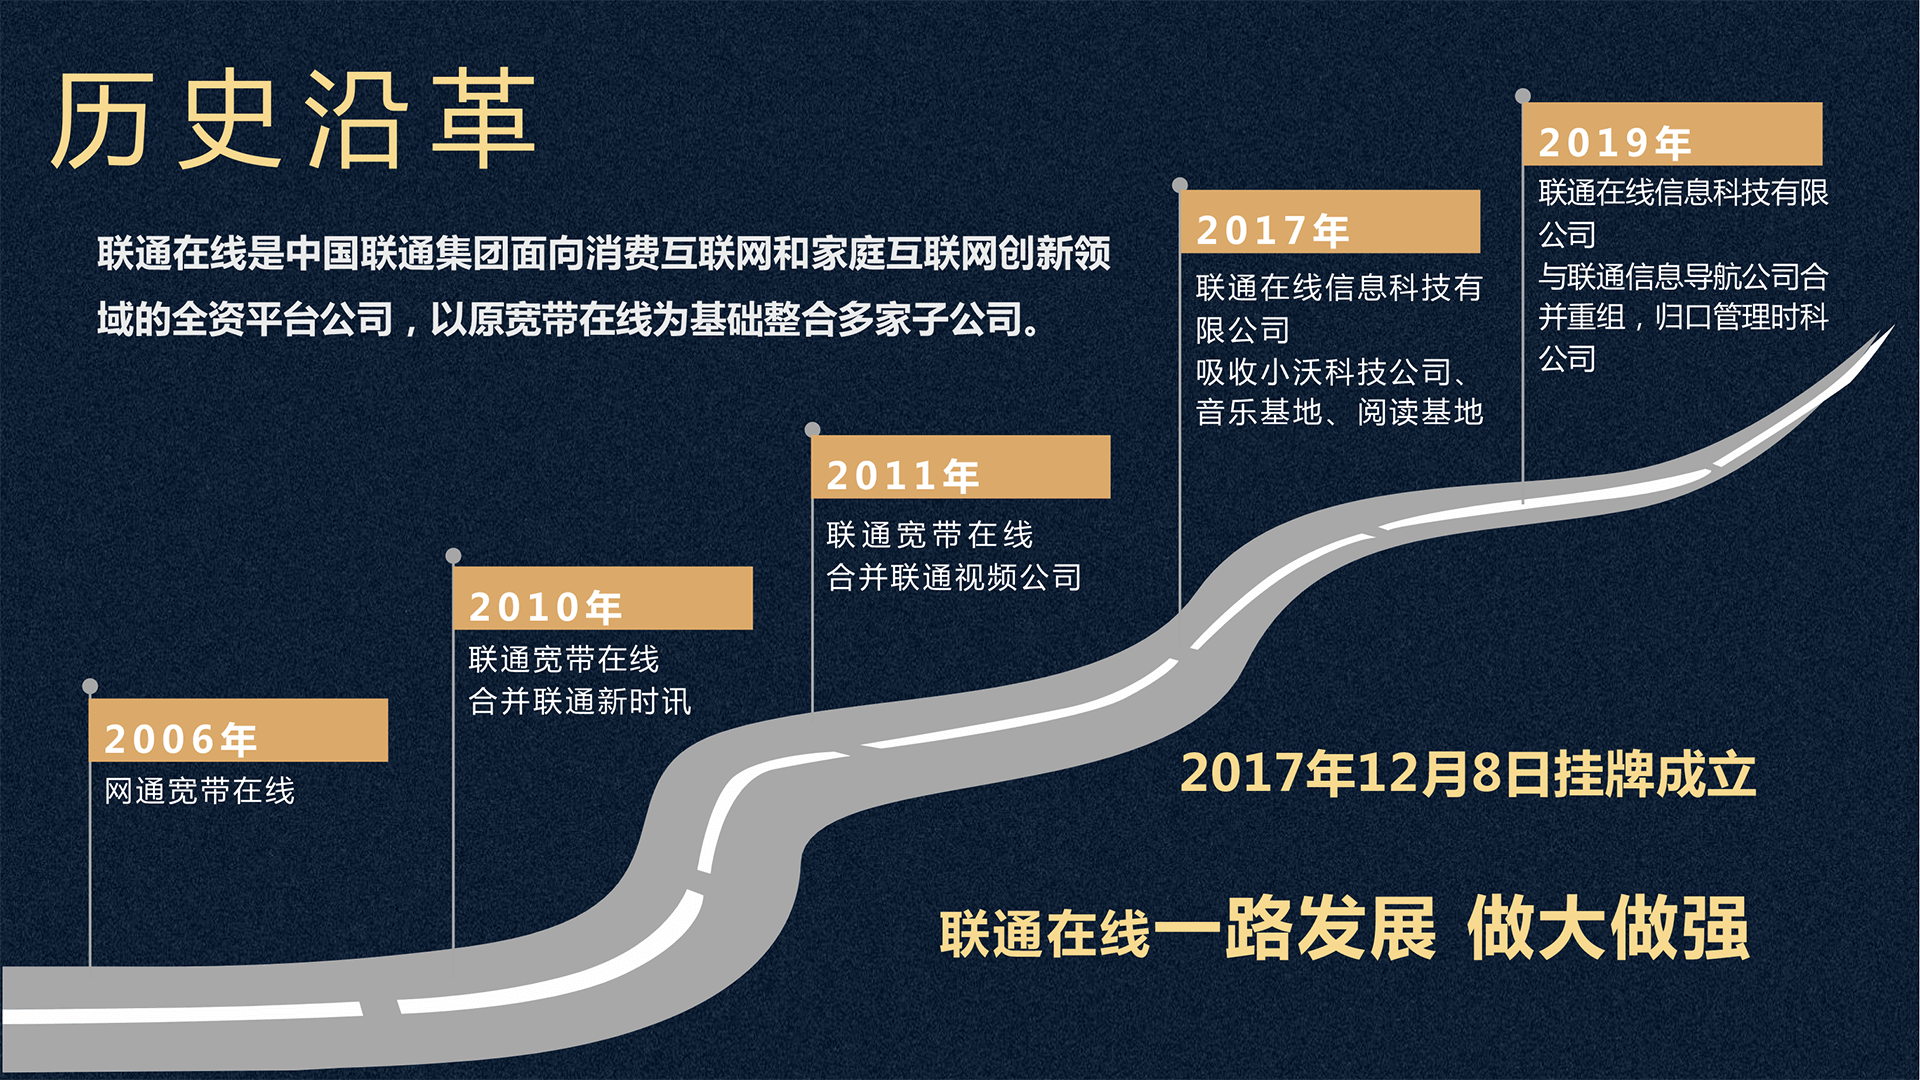 历史沿革
联通在线是中国联通集团面向消费互联网和家庭互联网创新领
域的全资平台公司，以原宽带在线为基础整合多家子公司。
2006年
网通宽带在线
2010年
联通宽带在线
合并联通新时讯
2011年
联通宽带在线
合并联通视频公司
2017年
联通在线信息科技有
限公司
吸收小沃科技公司、
音乐基地、阅读基地
2019年
联通在线信息科技有限
公司
与联通信息导航公司合
并重组，归口管理时科
公司
2017年12月8日挂牌成立
联通在线一路发展 做大做强